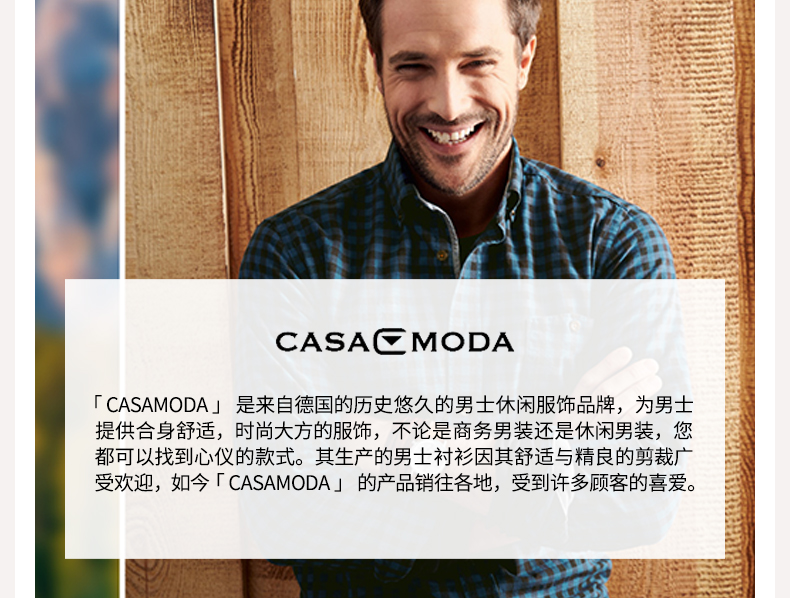 CASA MODA
「 CASAMODA 」 是来自德国的历史悠久的男士休闲服饰品牌，为男士
提供合身舒适，时尚大方的服饰，不论是商务男装还是休闲男装，您
都可以找到心仪的款式。其生产的男士衬衫因其舒适与精良的剪裁广
受欢迎，如今「 CASAMODA 」 的产品销往各地，受到许多顾客的喜爱。